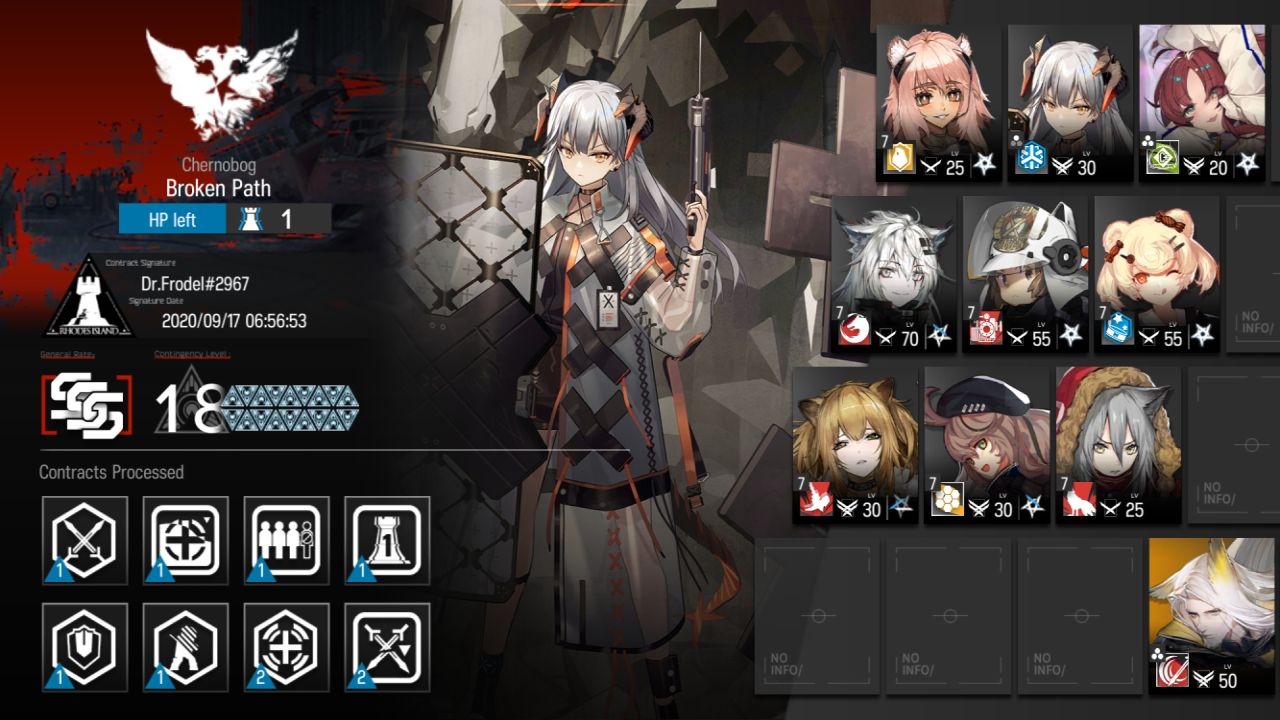 Chernobog
Broken Path
HP left 1
Contract Signature
Dr.Frodel#2967
Signature Date
2020/09/17 06:56:53
RHODES ISLAND
General Rate:
Contingency Level:
SSS
18
Contracts Processed
1 1 1 1
1
1 1 2 2
7 LV 25
LV 30
LV 20
7 LV 70
7 LV 55
7 LV 55
NO INFO/
7 LV 30
7 LV 30
7 LV 25
NO
INFO/
NO
INFO/
NO
INFO/
NO
INFO/
LV 50